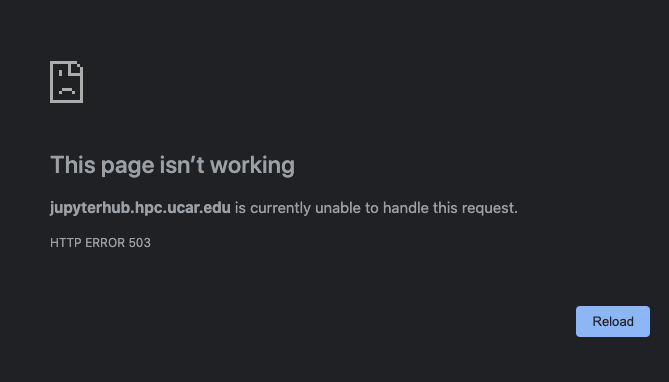 This page isn’t working
jupyterhub.hpc.ucar.edu is currently unable to handle this request.
HTTP ERROR 503
Reload